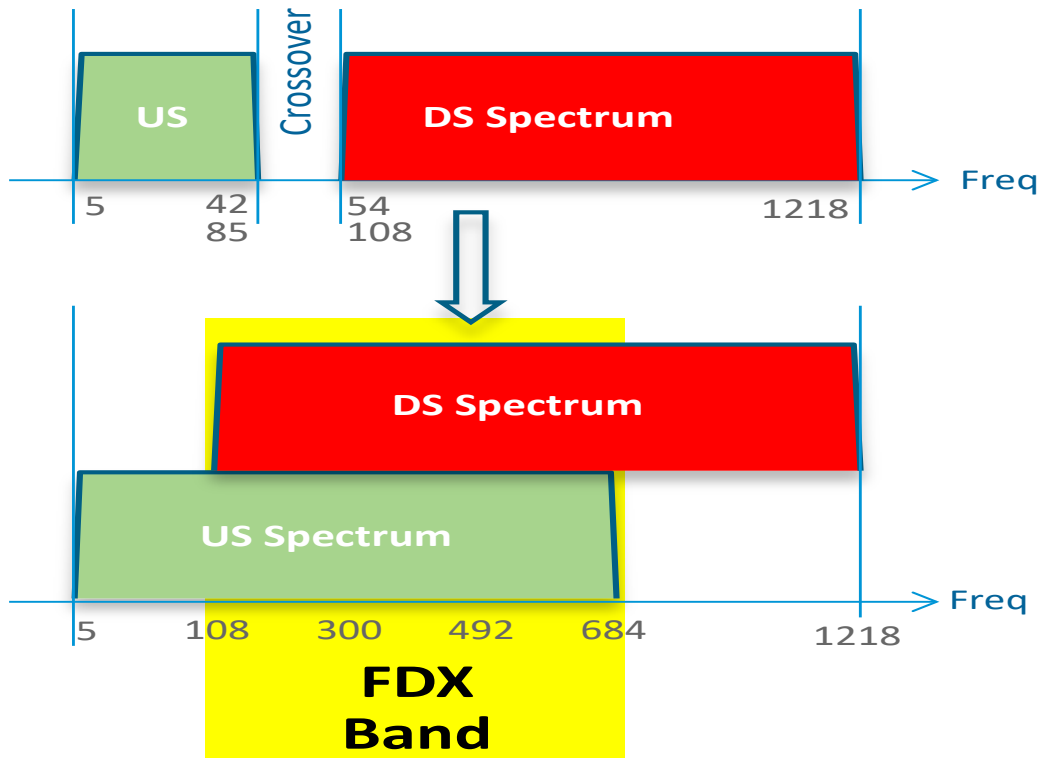 Crossover
US
DS Spectrum
Freq
5
42
54
1218
85
108
DS Spectrum
US Spectrum
Freq
5
108
300
492
684
1218
FDX
Band